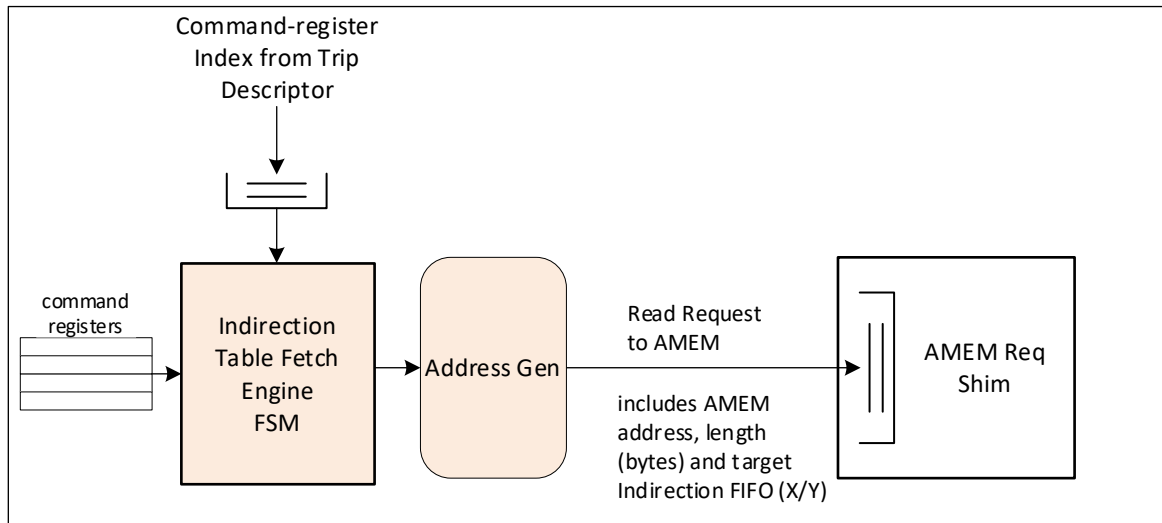 Command-register
Index from Trip
Descriptor
command
registers
Indirection
Table Fetch
Engine
FSM
Address Gen
Read Request
to AMEM
includes AMEM
address, length
(bytes) and target
Indirection FIFO (X/Y)
AMEM Req
Shim